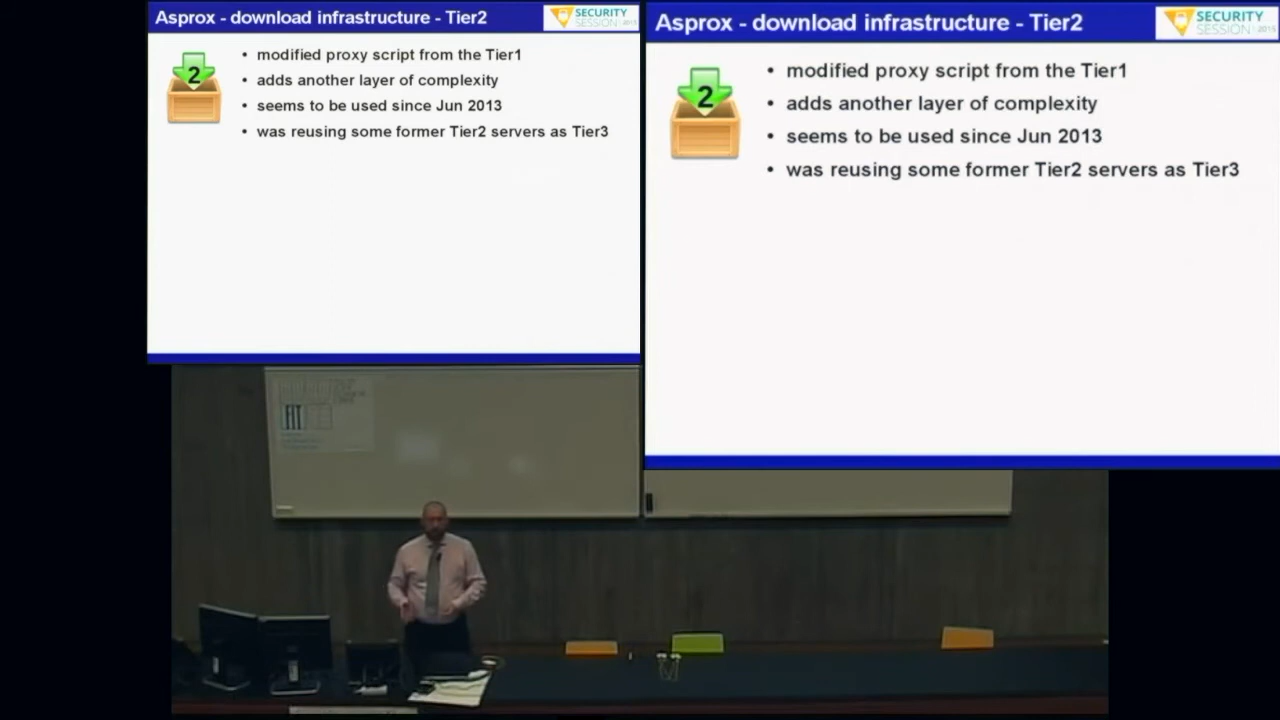 Asprox - download infrastructure - Tier2
SECURITY
SESSION 2015
2
• modified proxy script from the Tier1
• adds another layer of complexity
• seems to be used since Jun 2013
• was reusing some former Tier2 servers as Tier3
Asprox - download infrastructure - Tier2
SECURITY
SESSION 2015
2
• modified proxy script from the Tier1
• adds another layer of complexity
• seems to be used since Jun 2013
• was reusing some former Tier2 servers as Tier3
FIT